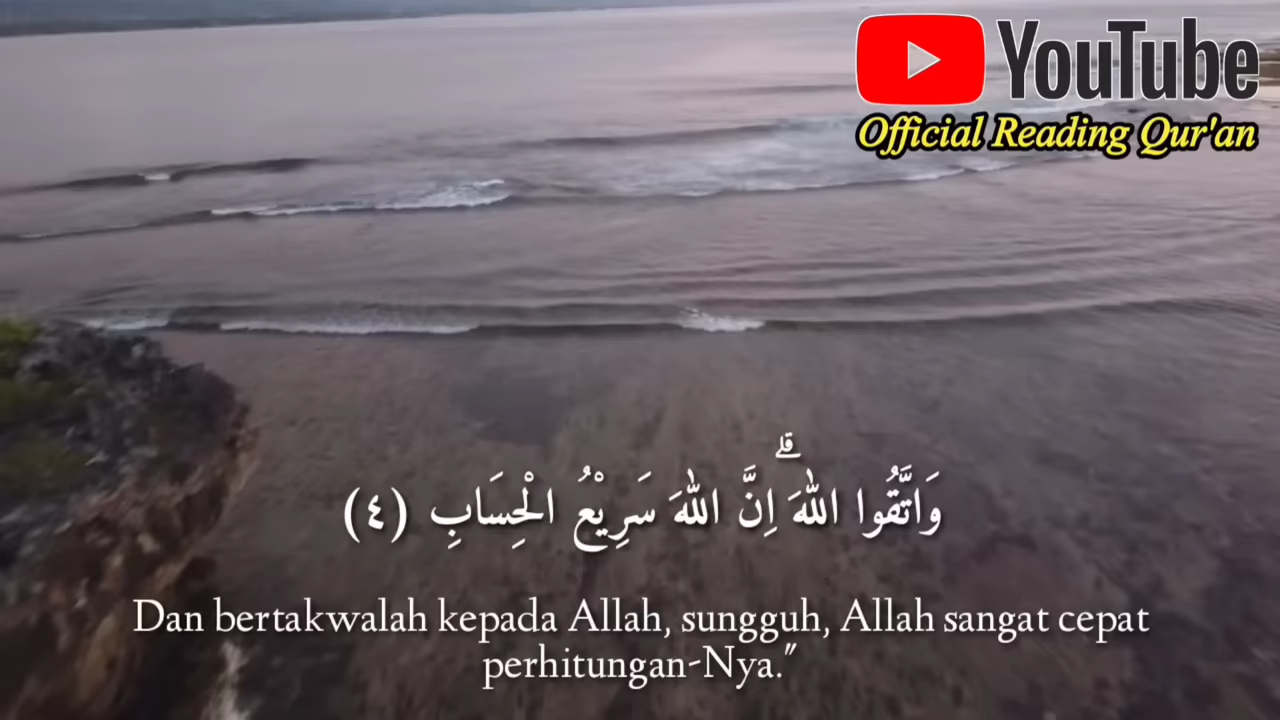 YouTube
Official Reading Qur'an
وَاتَّقُوا اللّٰهَ ۗاِنَّ اللّٰهَ سَرِيْعُ الْحِسَابِ (٤)
Dan bertakwalah kepada Allah, sungguh, Allah sangat cepat
perhitungan-Nya."